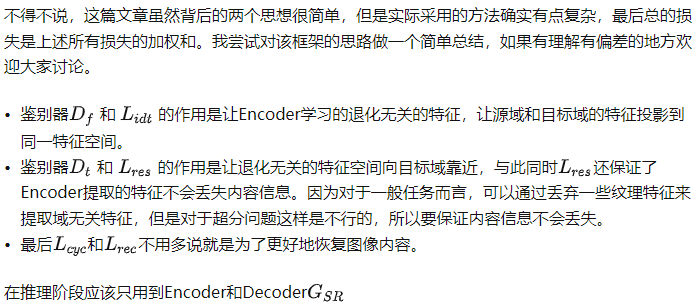 不得不说，这篇文章虽然背后的两个思想很简单，但是实际采用的方法确实有点复杂，最后总的损
失是上述所有损失的加权和。我尝试对该框架的思路做一个简单总结，如果有理解有偏差的地方欢
迎大家讨论。
• 鉴别器D_f 和 L_{idt} 的作用是让Encoder学习的退化无关的特征，让源域和目标域的特征投影到
同一特征空间。
• 鉴别器D_t 和 L_{res} 的作用是让退化无关的特征空间向目标域靠近，与此同时L_{res}还保证了
Encoder提取的特征不会丢失内容信息。因为对于一般任务而言，可以通过丢弃一些纹理特征来
提取域无关特征，但是对于超分问题这样是不行的，所以要保证内容信息不会丢失。
• 最后L_{cyc}和L_{rec}不用多说就是为了更好地恢复图像内容。
在推理阶段应该只用到Encoder和DecoderG_{SR}